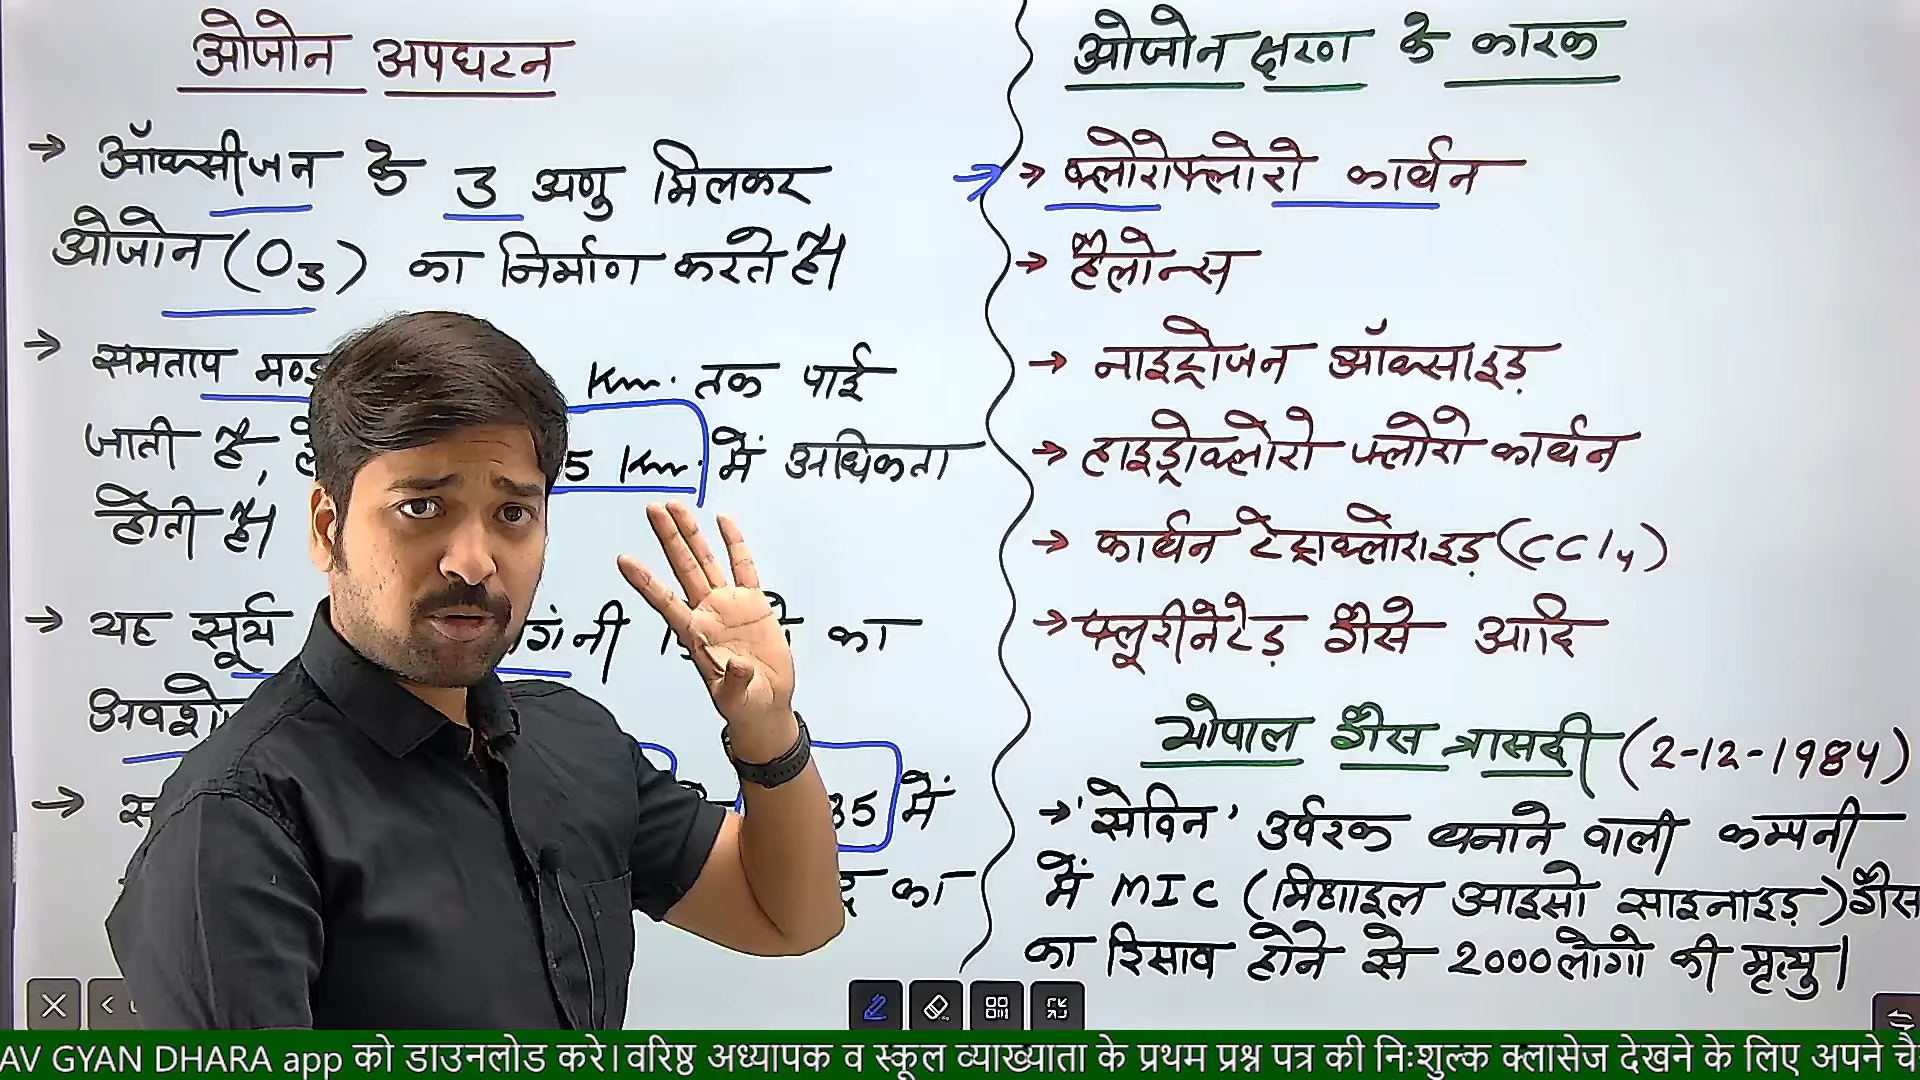 ओजोन अपघटन
→ ऑक्सीजन के 3 अणु मिलकर
ओजोन (O3) का निर्माण करते है।
→ समताप Km. तक पाई
जाती है, 5 Km. में अधिकता
होती है।
→ यह सूर्य का
→ 35 में
का
ओजोन क्षरण के कारक
→ क्लोरोफ्लोरो कार्बन
→ हैलोन्स
→ नाइट्रोजन ऑक्साइड़
→ हाइड्रोक्लोरो फ्लोरो कार्बन
→ कार्बन टेट्राक्लोराइड़ (CCl4)
→ फ्लूरीनेटेड़ गैसे आदि
भोपाल गैस त्रासदी (2-12-1984)
→ 'सेविन' उर्वरक बनाने वाली कम्पनी
में MIC (मिथाइल आइसो साइनाइड़) गैस
का रिसाव होने से 2000 लोगो की मृत्यु।
AV GYAN DHARA app को डाउनलोड करे। वरिष्ठ अध्यापक व स्कूल व्याख्याता के प्रथम प्रश्न पत्र की निःशुल्क क्लासेज देखने के लिए अपने